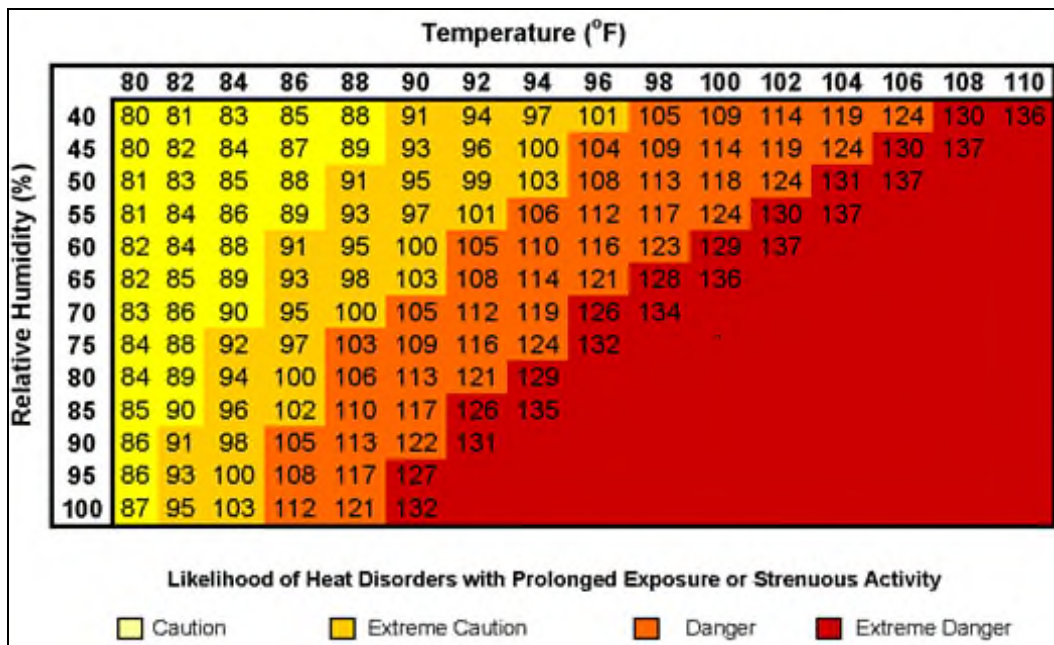 Temperature (°F)
80 82 84 86 88 90 92 94 96 98 100 102 104 106 108 110
Relative Humidity (%)
40 80 81 83 85 88 91 94 97 101 105 109 114 119 124 130 136
45 80 82 84 87 89 93 96 100 104 109 114 119 124 130 137
50 81 83 85 88 91 95 99 103 108 113 118 124 131 137
55 81 84 86 89 93 97 101 106 112 117 124 130 137
60 82 84 88 91 95 100 105 110 116 123 129 137
65 82 85 89 93 98 103 108 114 121 128 136
70 83 86 90 95 100 105 112 119 126 134
75 84 88 92 97 103 109 116 124 132
80 84 89 94 100 106 113 121 129
85 85 90 96 102 110 117 126 135
90 86 91 98 105 113 122 131
95 86 93 100 108 117 127
100 87 95 103 112 121 132
Likelihood of Heat Disorders with Prolonged Exposure or Strenuous Activity
Caution Extreme Caution Danger Extreme Danger